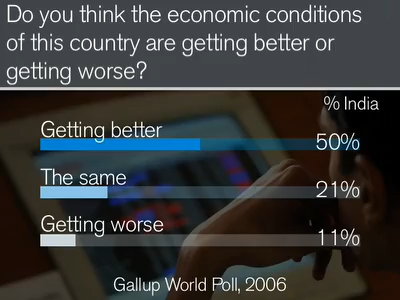 Do you think the economic conditions
of this country are getting better or
getting worse?
% India
Getting better
50%
The same
21%
Getting worse
11%
Gallup World Poll, 2006